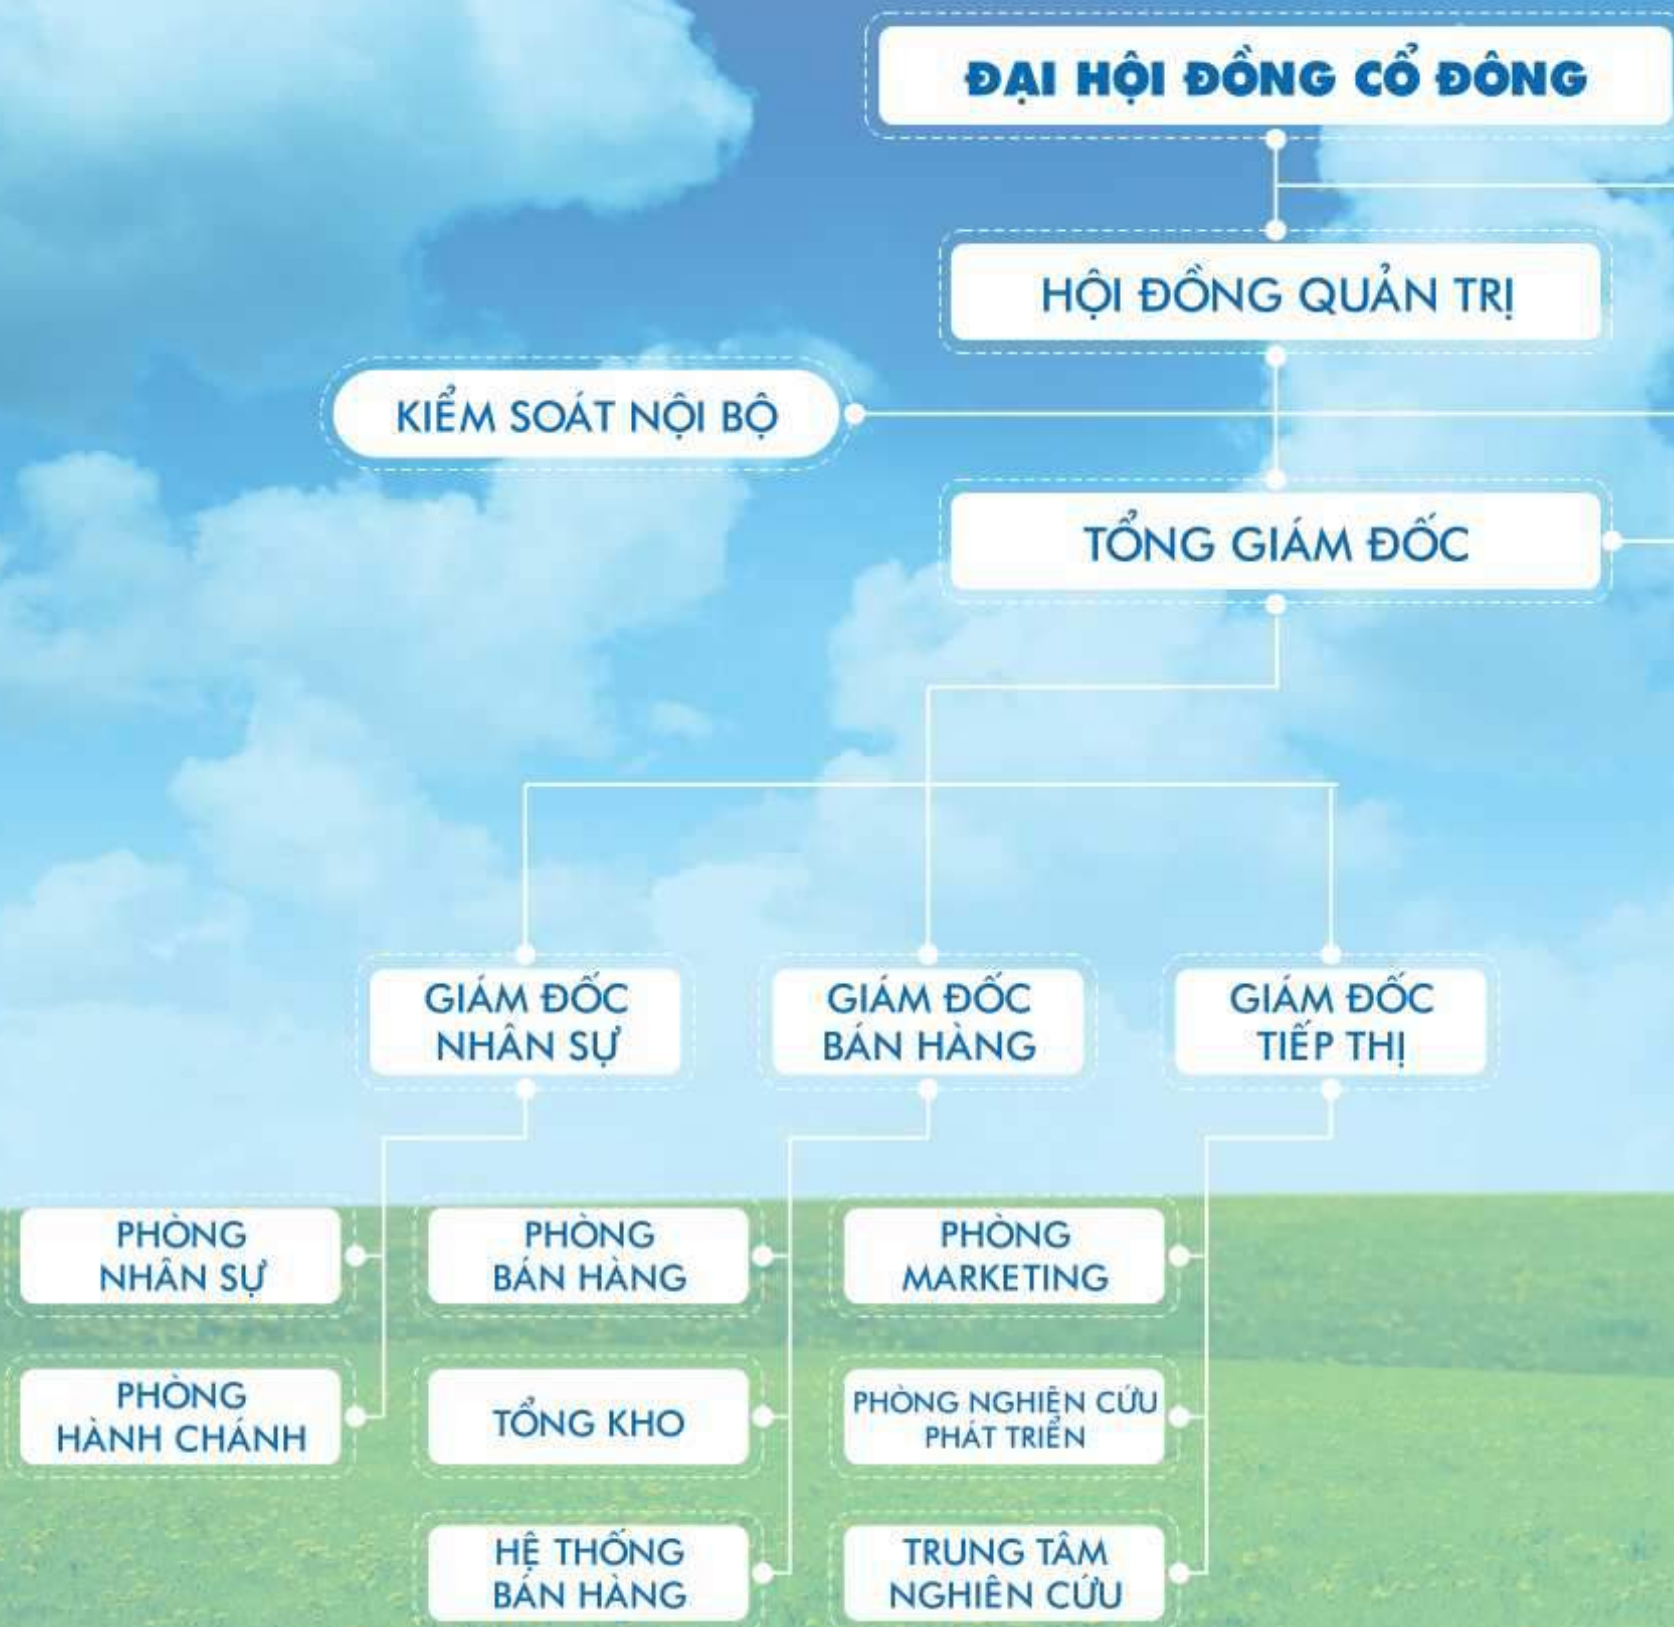 ĐẠI HỘI ĐỒNG CỔ ĐÔNG
HỘI ĐỒNG QUẢN TRỊ
KIỂM SOÁT NỘI BỘ
TỔNG GIÁM ĐỐC
GIÁM ĐỐC
NHÂN SỰ
GIÁM ĐỐC
BÁN HÀNG
GIÁM ĐỐC
TIẾP THỊ
PHÒNG
NHÂN SỰ
PHÒNG
BÁN HÀNG
PHÒNG
MARKETING
PHÒNG
HÀNH CHÁNH
TỔNG KHO
PHÒNG NGHIÊN CỨU
PHÁT TRIỂN
HỆ THỐNG
BÁN HÀNG
TRUNG TÂM
NGHIÊN CỨU